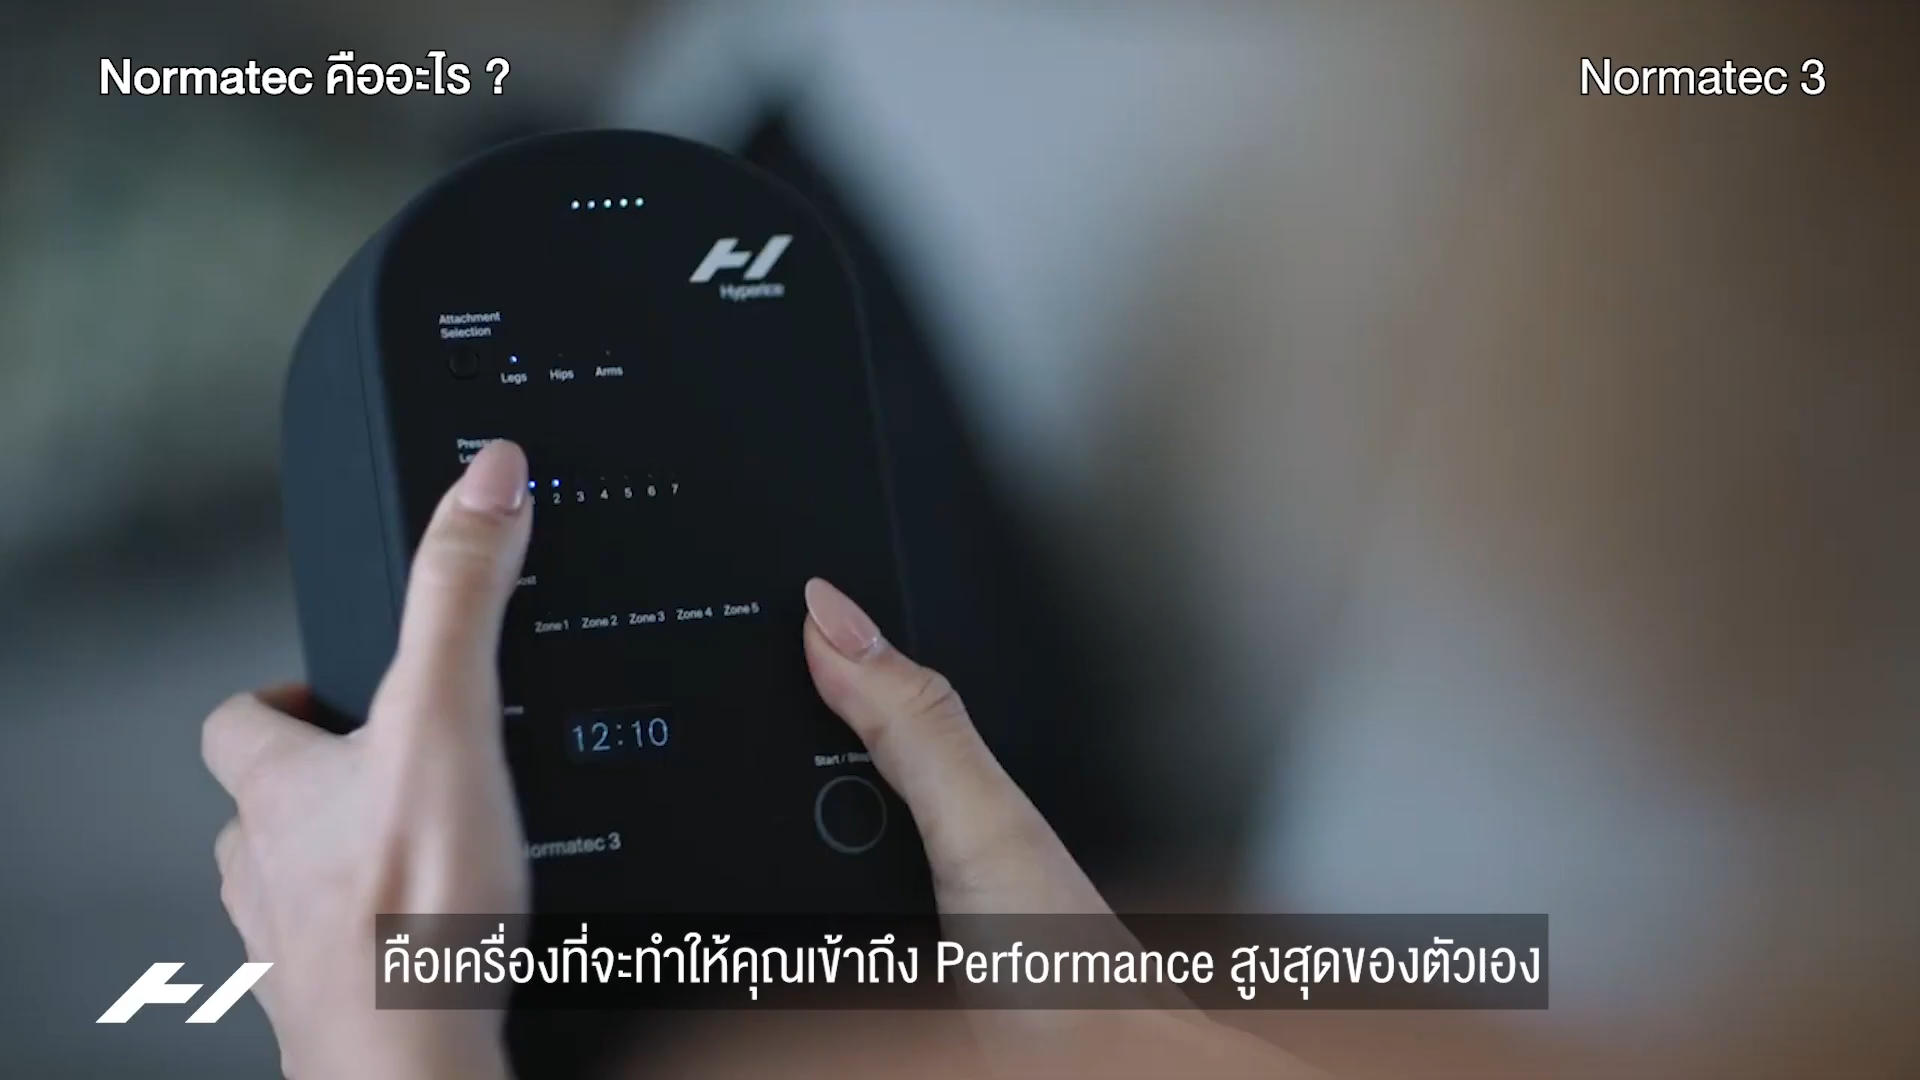 Normatec คืออะไร ?
Normatec 3
Hyperice
Attachment
Selection
Legs Hips Arms
2 3 4 5 6 7
Zone 1 Zone 2 Zone 3 Zone 4 Zone 5
12:10
Start /
3
คือเครื่องที่จะทำให้คุณเข้าถึง Performance สูงสุดของตัวเอง